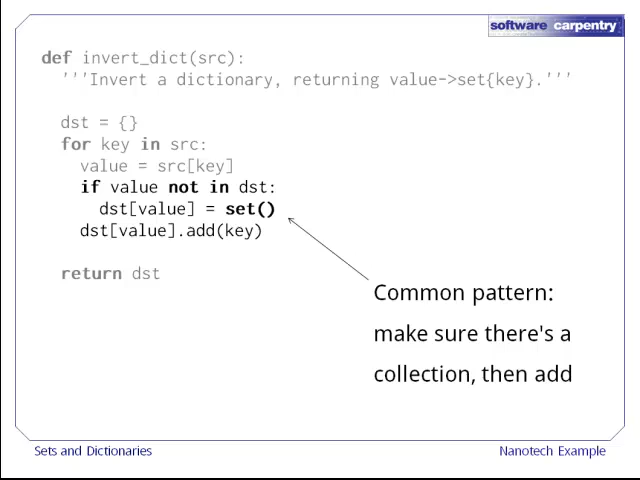 software carpentry
def invert_dict(src):
'''Invert a dictionary, returning value->set{key}.'''
dst = {}
for key in src:
value = src[key]
if value not in dst:
dst[value] = set()
dst[value].add(key)
return dst
Common pattern:
make sure there's a
collection, then add
Sets and Dictionaries
Nanotech Example